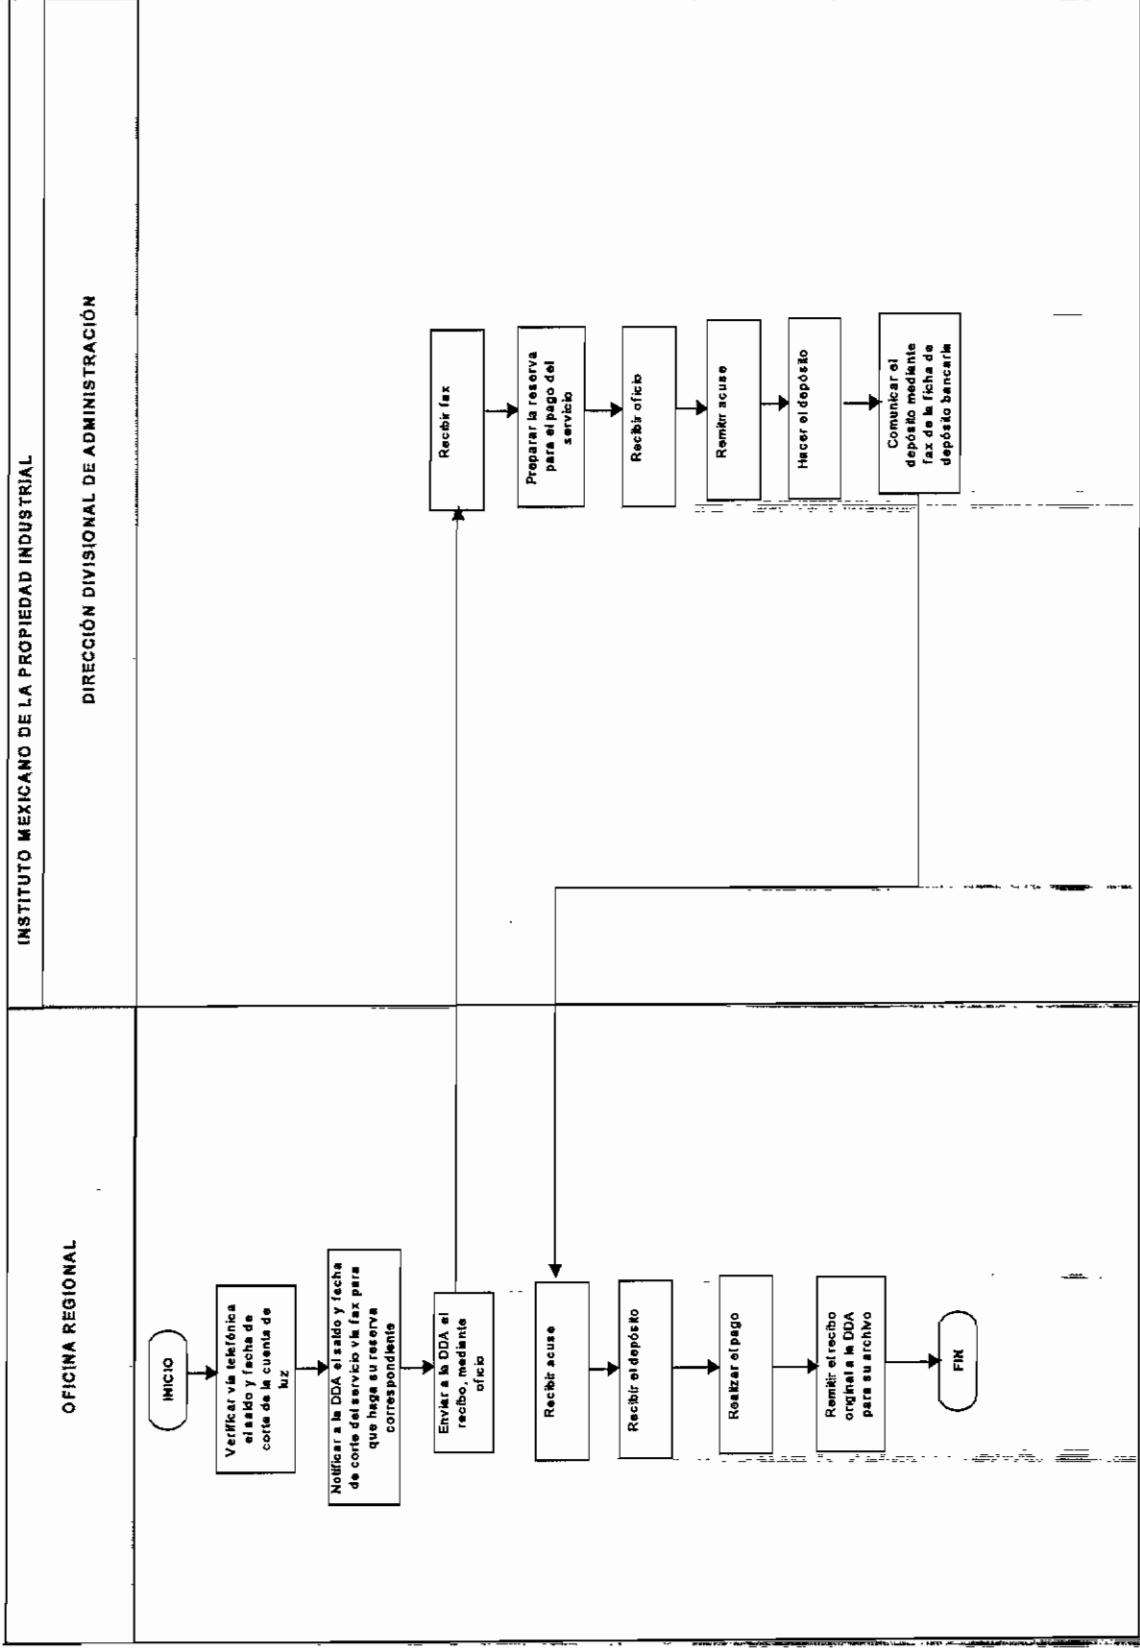 INSTITUTO MEXICANO DE LA PROPIEDAD INDUSTRIAL
OFICINA REGIONAL
DIRECCIÓN DIVISIONAL DE ADMINISTRACIÓN
INICIO
Verificar vía telefónica
el saldo y fecha de
corte de la cuenta de
luz
Notificar a la DDA el saldo y fecha
de corte del servicio vía fax para
que haga su reserva
correspondiente
Enviar a la DDA el
recibo, mediante
oficio
Recibir fax
Preparar la reserva
para el pago del
servicio
Recibir oficio
Remitir acuse
Hacer el depósito
Comunicar el
depósito mediante
fax de la ficha de
depósito bancaria
Recibir acuse
Recibir el depósito
Realizar el pago
Remitir el recibo
original a la DDA
para su archivo
FIN